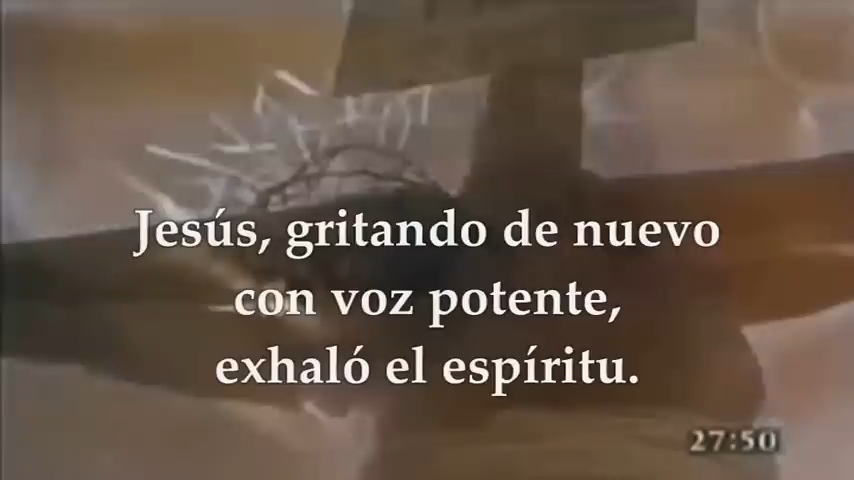 Jesús, gritando de nuevo
con voz potente,
exhaló el espíritu.
27:50